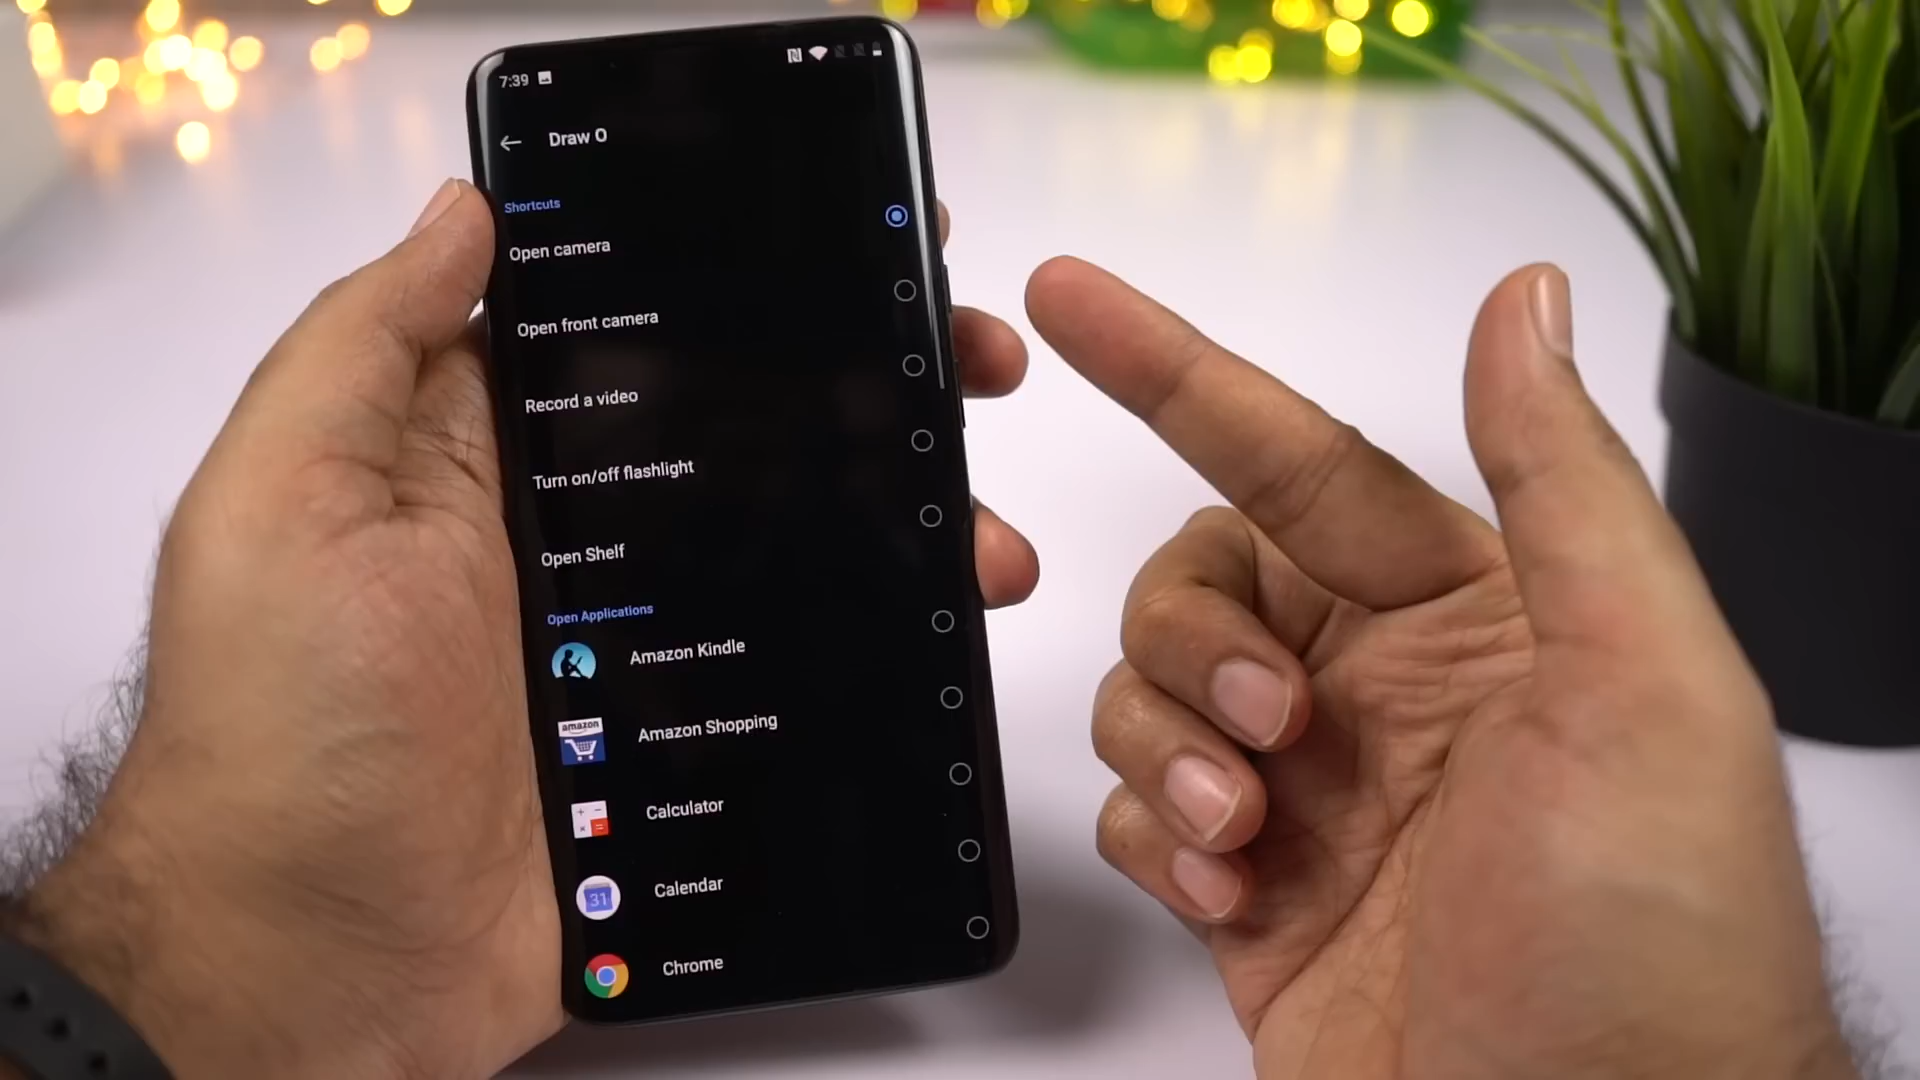 7:39
Draw O
Shortcuts
Open camera
Open front camera
Record a video
Turn on/off flashlight
Open Shelf
Open Applications
Amazon Kindle
amazon
Amazon Shopping
Calculator
31
Calendar
Chrome